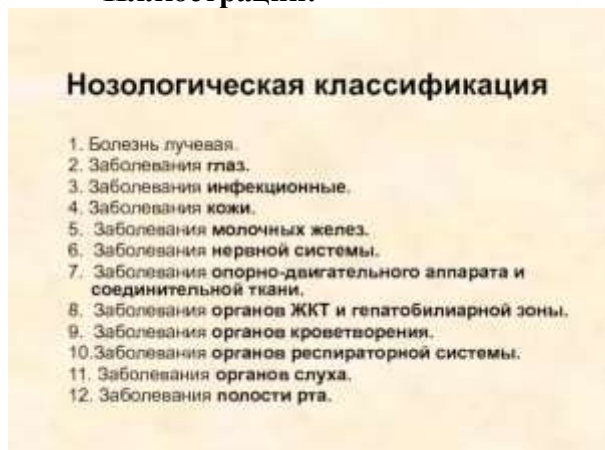 Нозологическая классификация
1. Болезнь лучевая.
2. Заболевания глаз.
3. Заболевания инфекционные.
4. Заболевания кожи.
5. Заболевания молочных желез.
6. Заболевания нервной системы.
7. Заболевания опорно-двигательного аппарата и
соединительной ткани.
8. Заболевания органов ЖКТ и гепатобилиарной зоны.
9. Заболевания органов кроветворения.
10.Заболевания органов респираторной системы.
11. Заболевания органов слуха.
12. Заболевания полости рта.